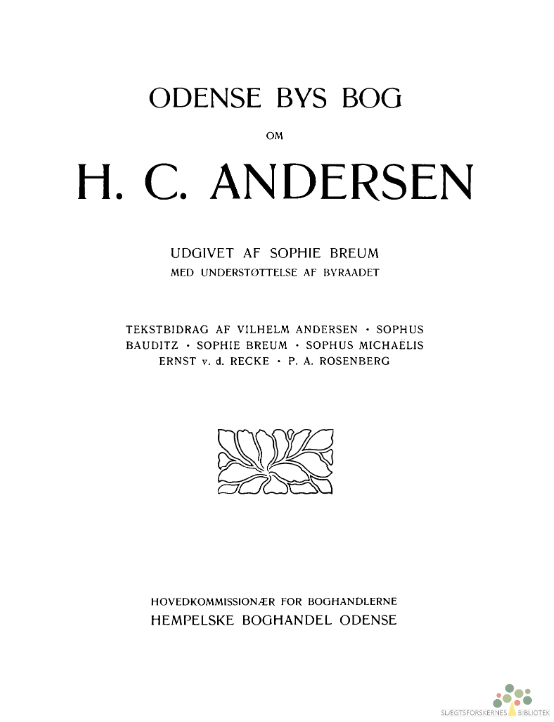 ODENSE BYS BOG
OM
H. C. ANDERSEN
UDGIVET AF SOPHIE BREUM
MED UNDERSTØTTELSE AF BYRAADET
TEKSTBIDRAG AF VILHELM ANDERSEN • SOPHUS
BAUDITZ • SOPHIE BREUM • SOPHUS MICHAELIS
ERNST v. d. RECKE • P. A. ROSENBERG
HOVEDKOMMISSIONÆR FOR BOGHANDLERNE
HEMPELSKE BOGHANDEL ODENSE
SLÆGTSFORSKERNES BIBLIOTEK